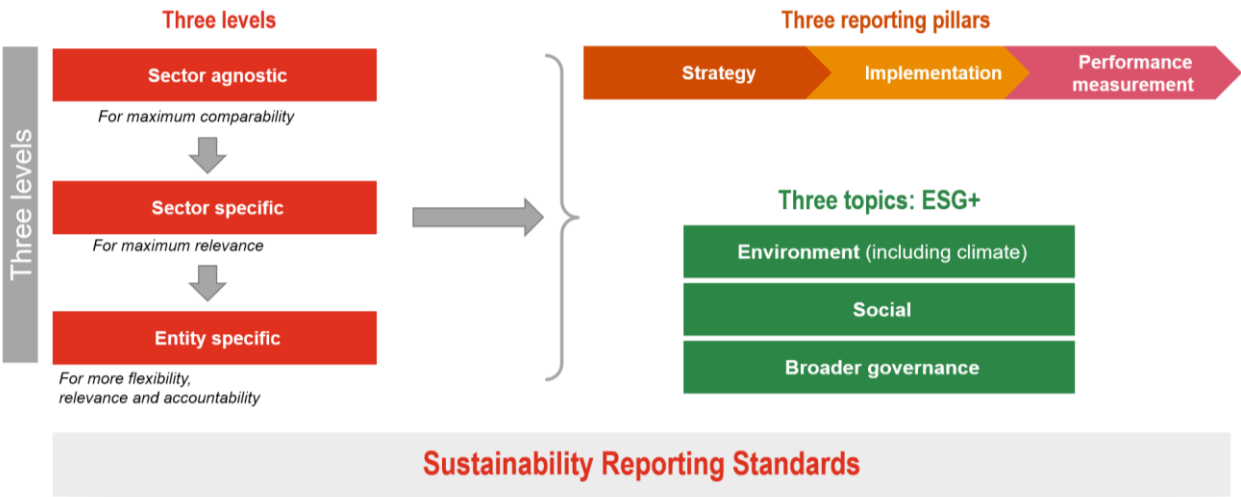 Three levels
Three levels
Sector agnostic
For maximum comparability
Sector specific
For maximum relevance
Entity specific
For more flexibility,
relevance and accountability
Three reporting pillars
Strategy
Implementation
Performance
measurement
Three topics: ESG+
Environment (including climate)
Social
Broader governance
Sustainability Reporting Standards